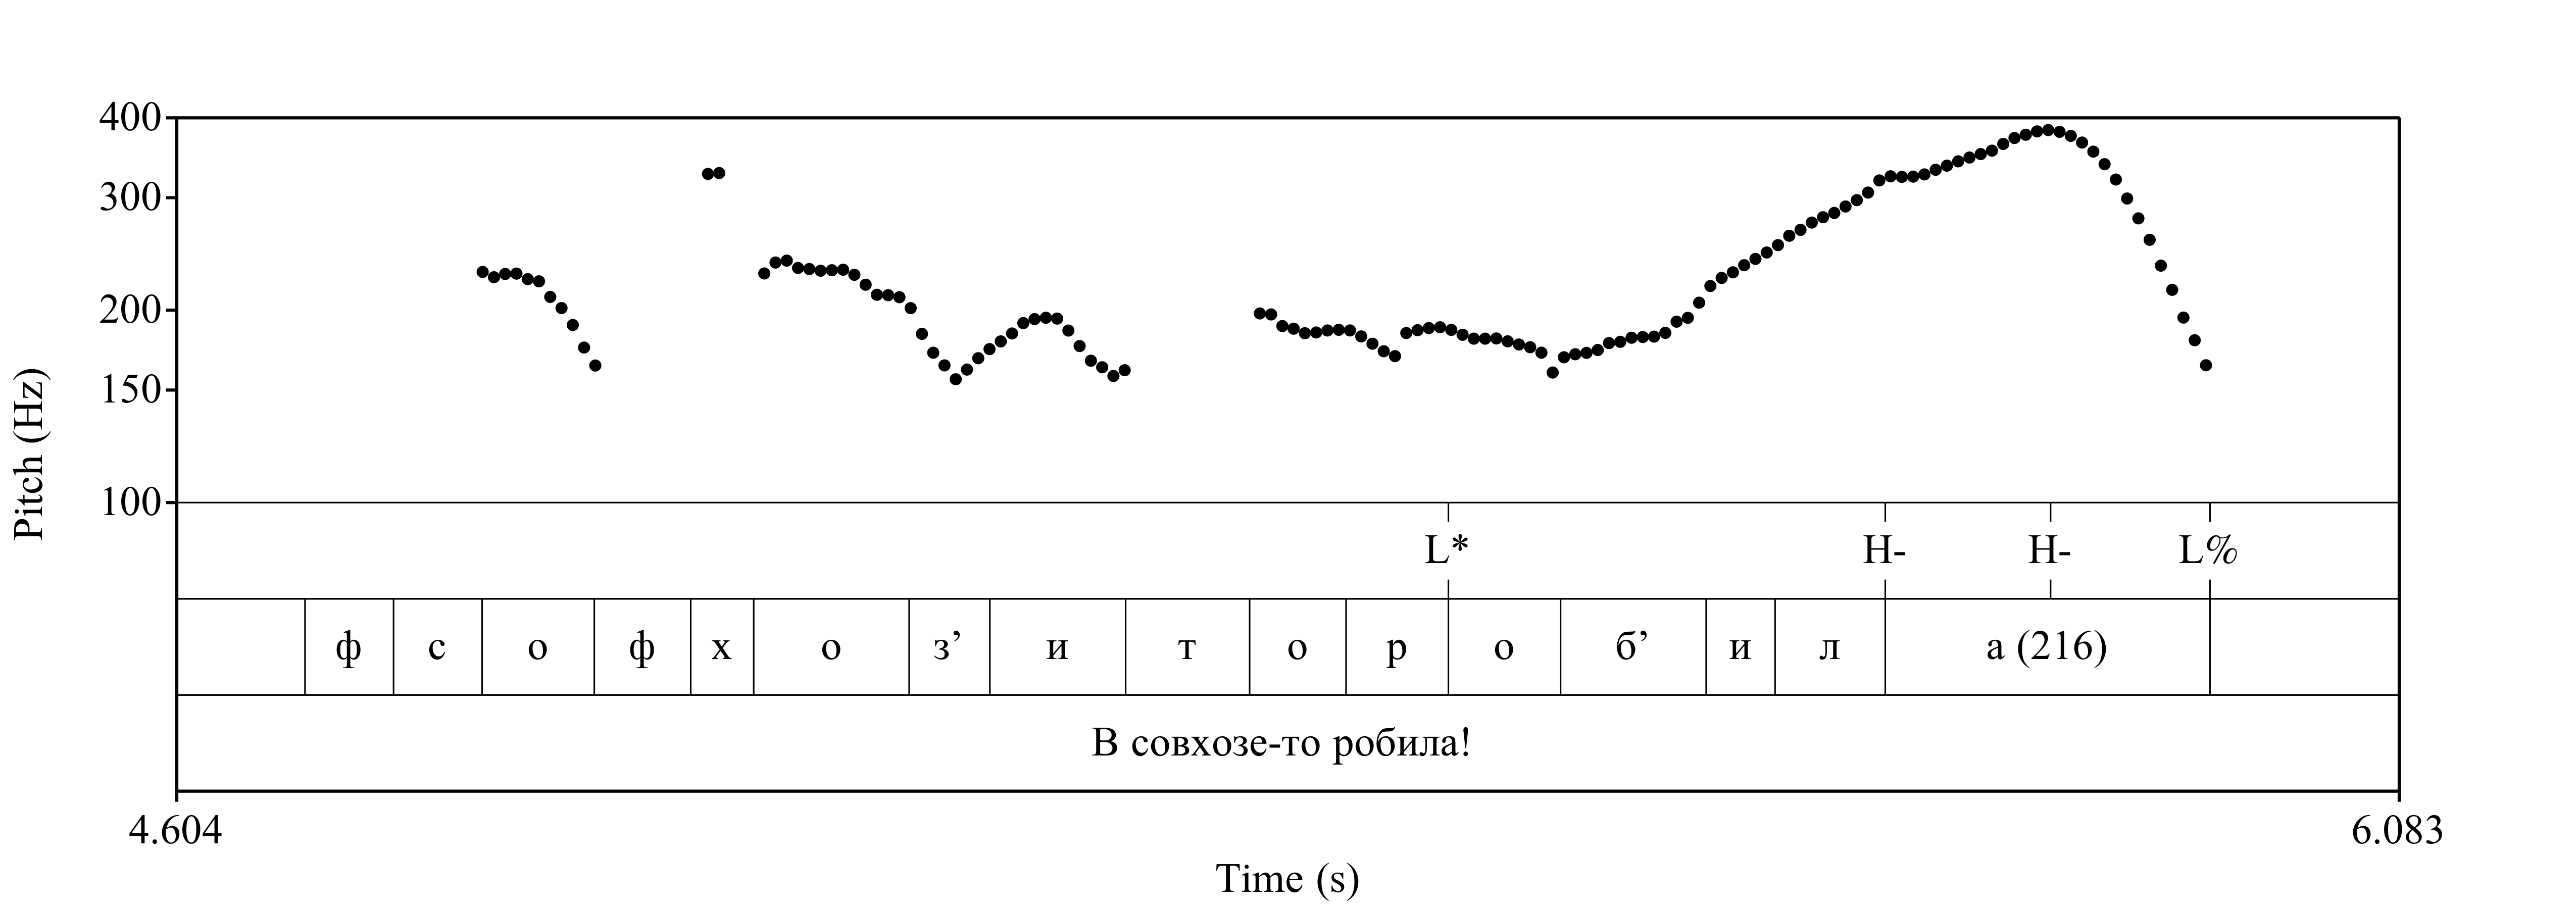 400
300
200
150
100
Pitch (Hz)
L* H- H- L%
ф с о ф х о з’ и т о р о б’ и л а (216)
В совхозе-то робила!
4.604 6.083
Time (s)